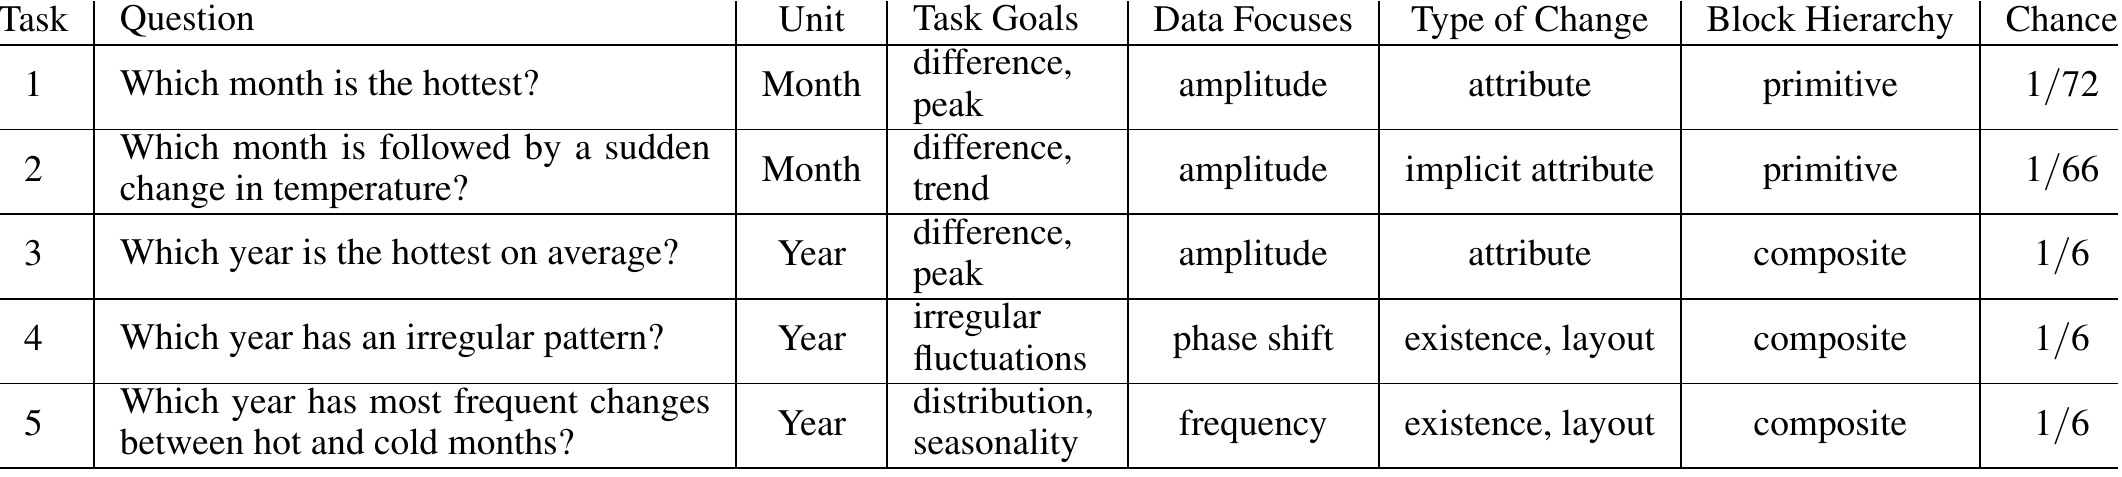 Task Question Unit Task Goals Data Focuses Type of Change Block Hierarchy Chance
1 Which month is the hottest? Month difference, peak amplitude attribute primitive 1/72
2 Which month is followed by a sudden change in temperature? Month difference, trend amplitude implicit attribute primitive 1/66
3 Which year is the hottest on average? Year difference, peak amplitude attribute composite 1/6
4 Which year has an irregular pattern? Year irregular fluctuations phase shift existence, layout composite 1/6
5 Which year has most frequent changes between hot and cold months? Year distribution, seasonality frequency existence, layout composite 1/6